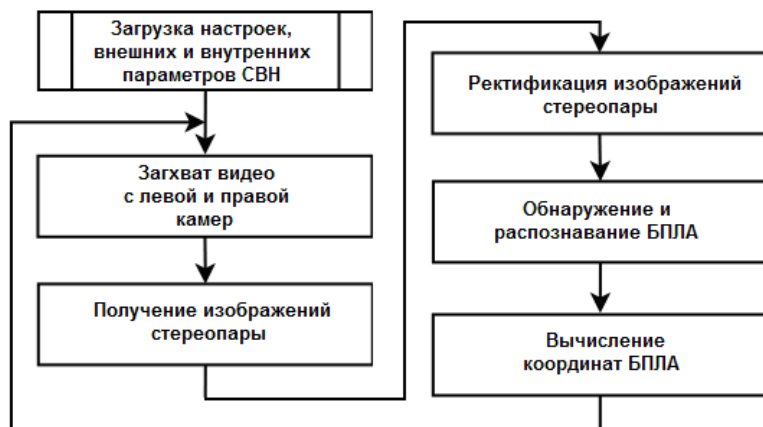 Загрузка настроек,
внешних и внутренних
параметров СВН
Загхват видео
с левой и правой
камер
Получение изображений
стереопары
Ректификация изображений
стереопары
Обнаружение и
распознавание БПЛА
Вычисление
координат БПЛА